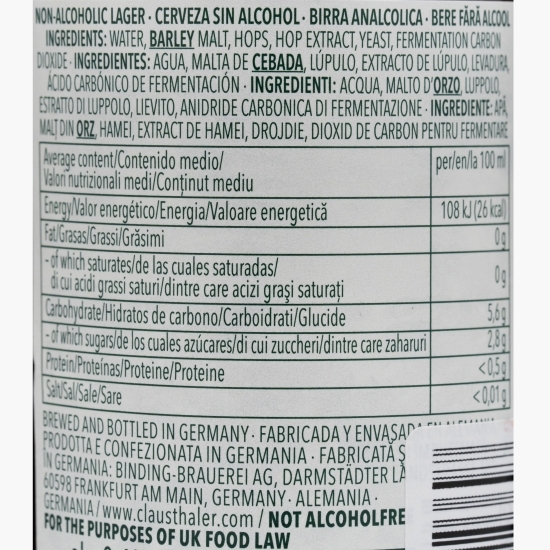 NON-ALCOHOLIC LAGER · CERVEZA SIN ALCOHOL · BIRRA ANALCOLICA · BERE FĂRĂ ALCOOL
INGREDIENTS: WATER, BARLEY MALT, HOPS, HOP EXTRACT, YEAST, FERMENTATION CARBON
DIOXIDE · INGREDIENTES: AGUA, MALTA DE CEBADA, LÚPULO, EXTRACTO DE LÚPULO, LEVADURA,
ÁCIDO CARBÓNICO DE FERMENTACIÓN · INGREDIENTI: ACQUA, MALTO D'ORZO, LUPPOLO,
ESTRATTO DI LUPPOLO, LIEVITO, ANIDRIDE CARBONICA DI FERMENTAZIONE · INGREDIENTE: APĂ,
MALȚ DIN ORZ, HAMEI, EXTRACT DE HAMEI, DROJDIE, DIOXID DE CARBON PENTRU FERMENTARE
Average content/Contenido medio/ per/en/la 100 ml
Valori nutrizionali medi/Conținut mediu
Energy/Valor energético/Energia/Valoare energetică 108 kJ (26 kcal)
Fat/Grasas/Grassi/Grăsimi 0 g
- of which saturates/de las cuales saturadas/ 0 g
di cui acidi grassi saturi/dintre care acizi grași saturați
Carbohydrate/Hidratos de carbono/Carboidrati/Glucide 5,6 g
- of which sugars/de los cuales azúcares/di cui zuccheri/dintre care zaharuri 2,8 g
Protein/Proteínas/Proteine/Proteine <0,5 g
Salt/Sal/Sale/Sare <0,01 g
BREWED AND BOTTLED IN GERMANY · FABRICADA Y ENVASADA EN ALEMANIA
PRODOTTA E CONFEZIONATA IN GERMANIA · FABRICATĂ Ș
IN GERMANIA: BINDING-BRAUEREI AG, DARMSTÄDTER LA
60598 FRANKFURT AM MAIN, GERMANY · ALEMANIA ·
GERMANIA / www.clausthaler.com / NOT ALCOHOLFRE
FOR THE PURPOSES OF UK FOOD LAW